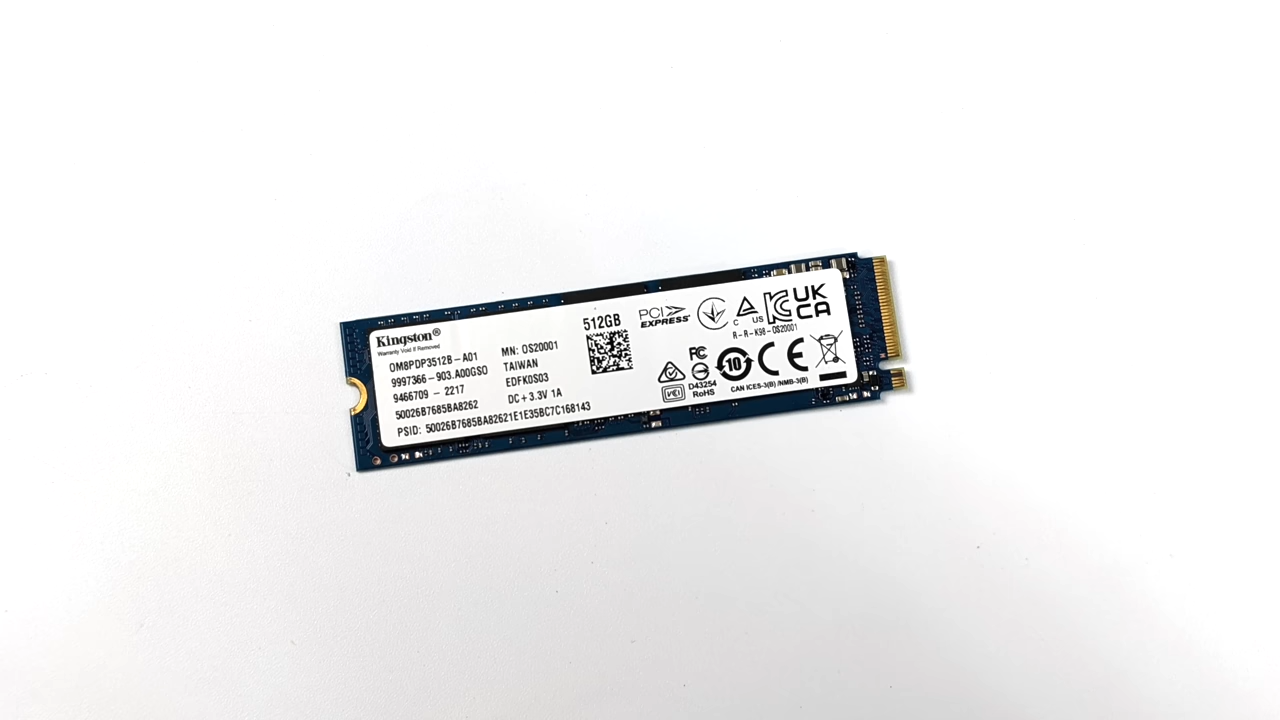 Kingston®
Warranty Void If Removed
OM8PDP3512B-A01
9997366-903.A00GS0
9466709 - 2217
50026B7685BA8262
PSID: 50026B7685BA82621E1E35BC7C168143
MN: OS20001
TAIWAN
EDFK0S03
DC+3.3V 1A
512GB
PCI
EXPRESS®
C US
UK
CA
R-R-K98-OS20001
FC
10
CE
D43254
RoHS
VCI
CAN ICES-3(B) /NMB-3(B)